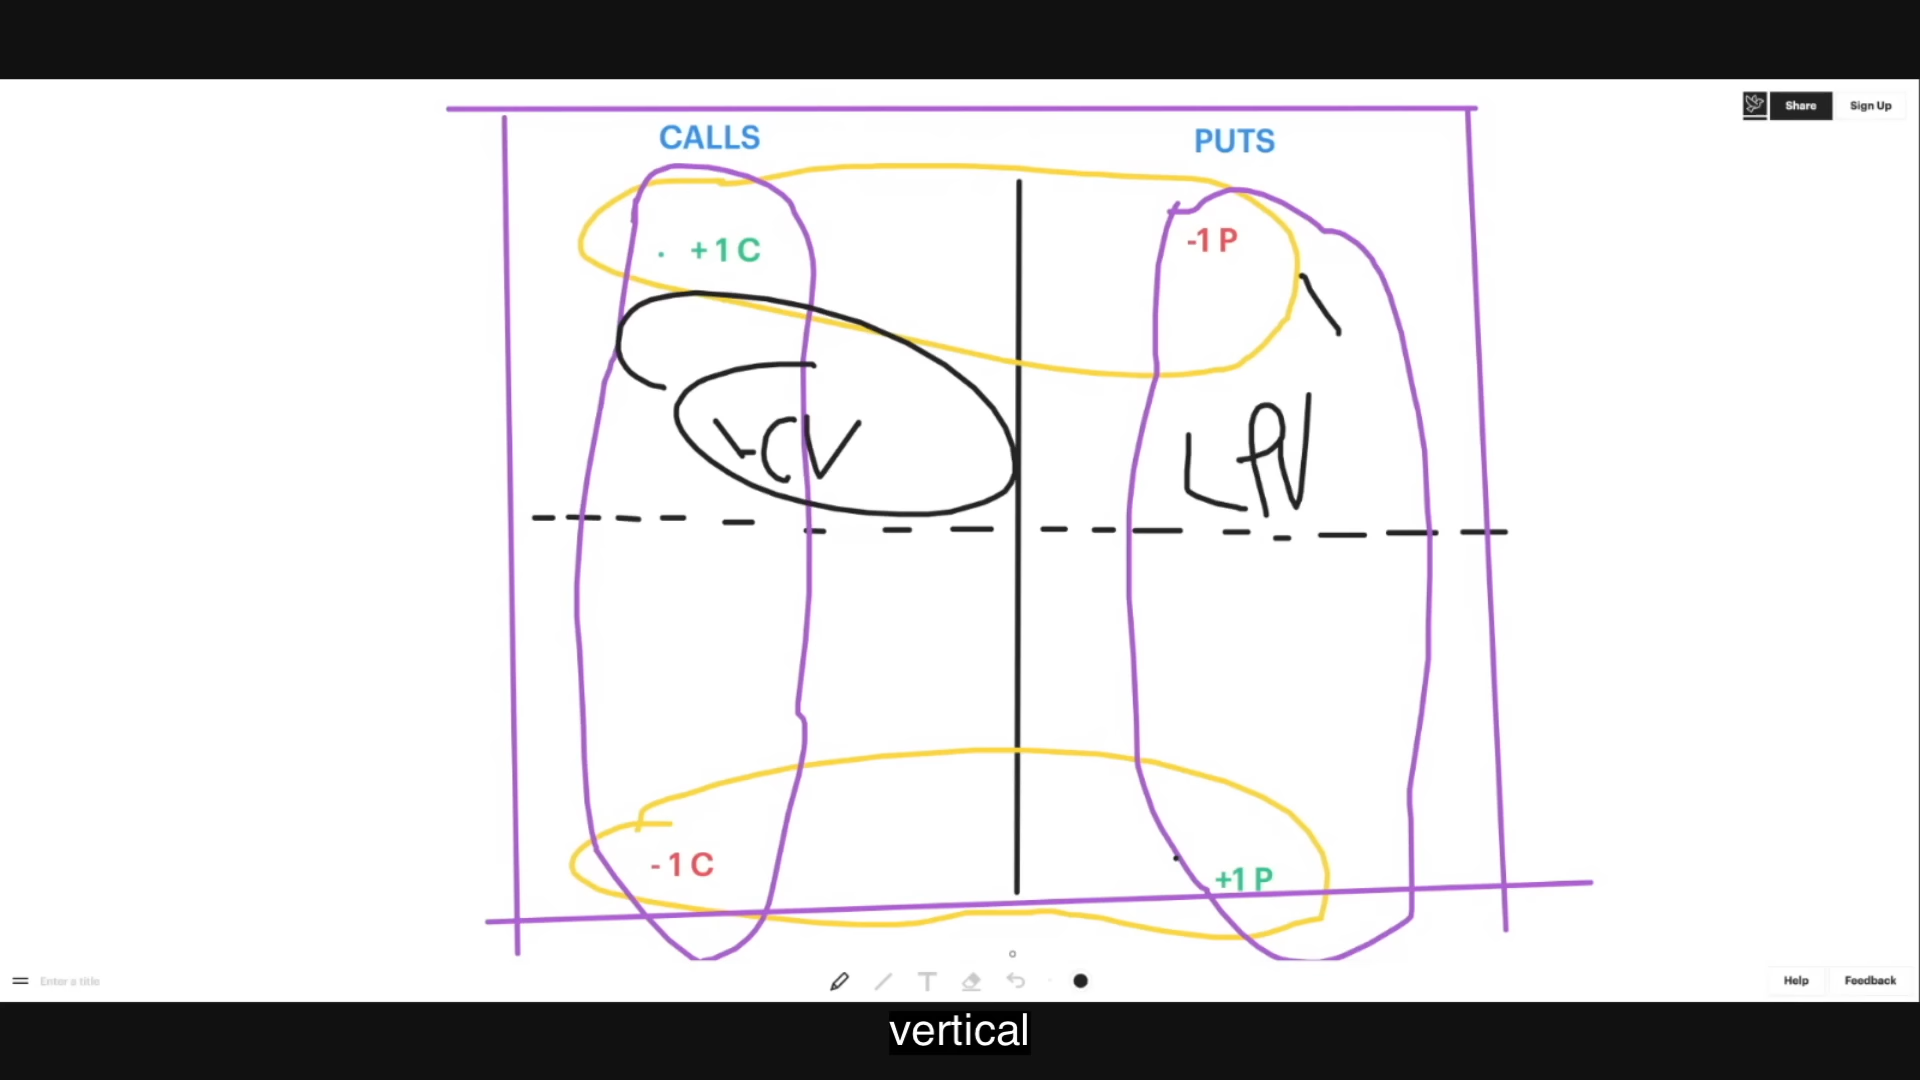 Share
Sign Up
CALLS
PUTS
+1 C
-1 P
LCV
LPV
- 1 C
+1 P
Enter a title
T
Help
Feedback
vertical